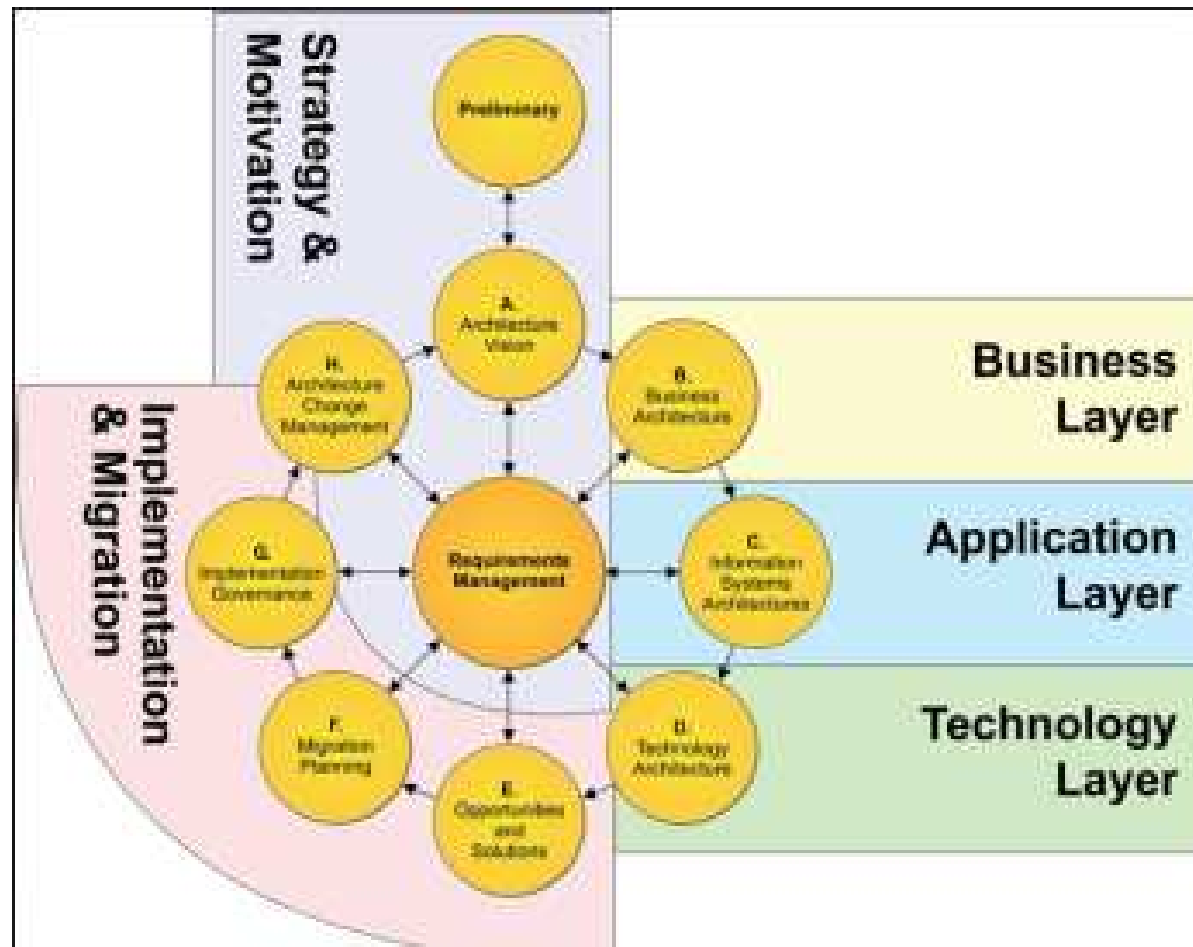 Strategy &
Motivation
Preliminary
A.
Architecture
Vision
H.
Architecture
Change
Management
B.
Business
Architecture
Business
Layer
Implementation
& Migration
G.
Implementation
Governance
Requirements
Management
C.
Information
Systems
Architectures
Application
Layer
F.
Migration
Planning
E.
Opportunities
and
Solutions
D.
Technology
Architecture
Technology
Layer